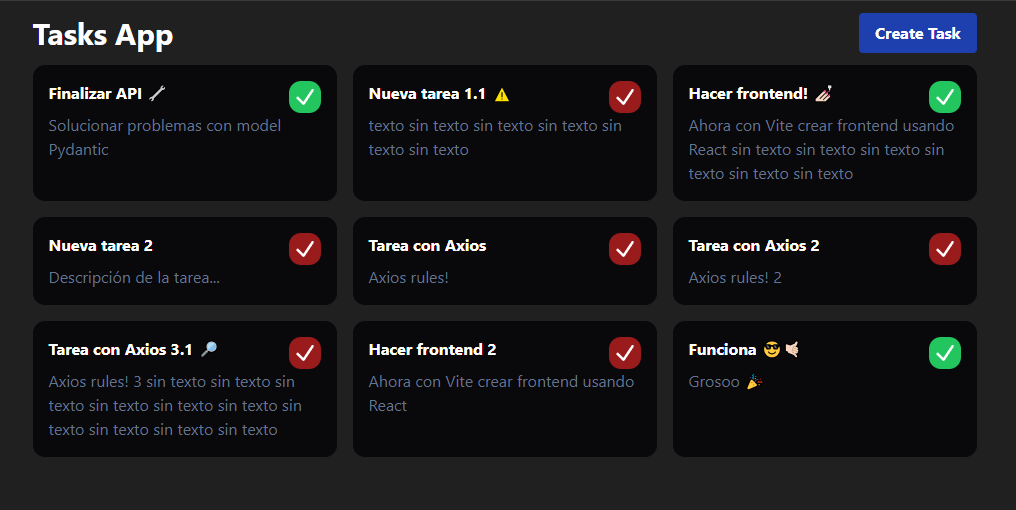 Tasks App
Create Task
Finalizar API 🔧
Solucionar problemas con model
Pydantic
Nueva tarea 1.1 ⚠️
texto sin texto sin texto sin texto sin
texto sin texto
Hacer frontend! 💅🏻
Ahora con Vite crear frontend usando
React sin texto sin texto sin texto sin
texto sin texto sin texto
Nueva tarea 2
Descripción de la tarea...
Tarea con Axios
Axios rules!
Tarea con Axios 2
Axios rules! 2
Tarea con Axios 3.1 🔎
Axios rules! 3 sin texto sin texto sin
texto sin texto sin texto sin texto sin
texto sin texto sin texto sin texto
Hacer frontend 2
Ahora con Vite crear frontend usando
React
Funciona 😎🤙🏻
Grosoo 🎉